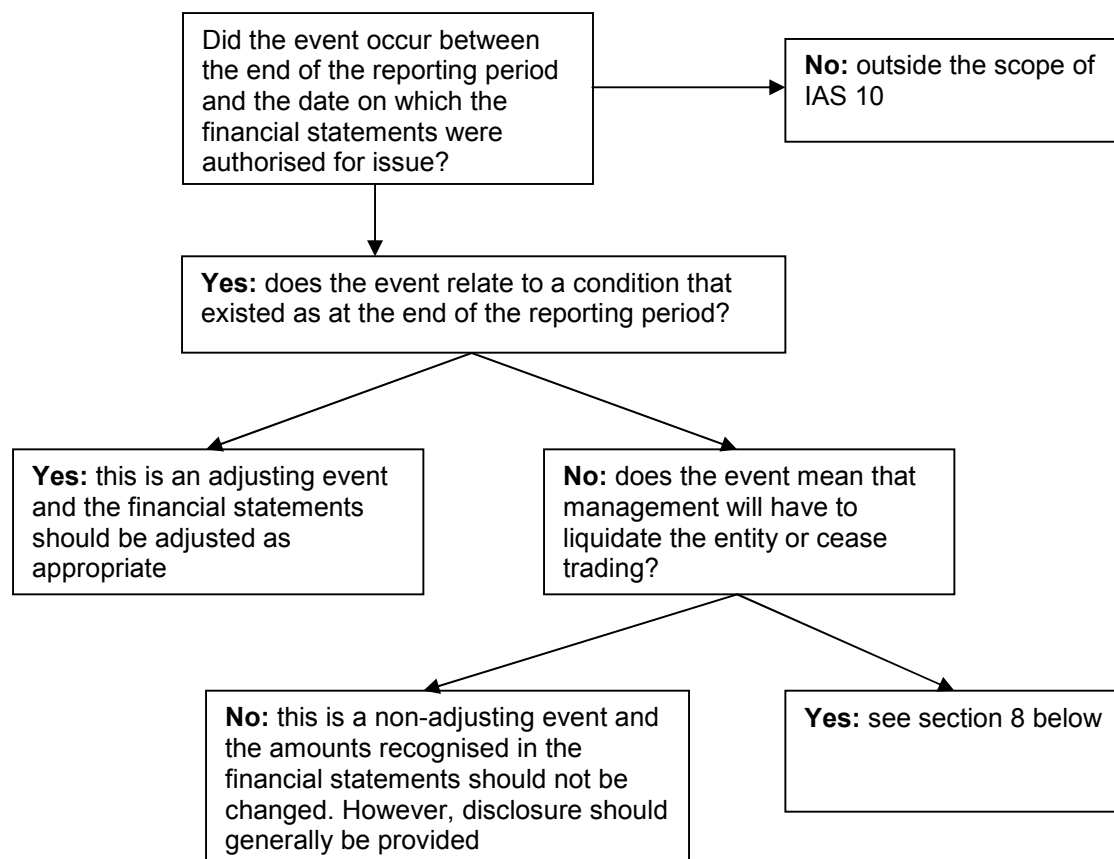 Did the event occur between
the end of the reporting period
and the date on which the
financial statements were
authorised for issue?
No: outside the scope of
IAS 10
Yes: does the event relate to a condition that
existed as at the end of the reporting period?
Yes: this is an adjusting event
and the financial statements
should be adjusted as
appropriate
No: does the event mean that
management will have to
liquidate the entity or cease
trading?
No: this is a non-adjusting event and
the amounts recognised in the
financial statements should not be
changed. However, disclosure should
generally be provided
Yes: see section 8 below